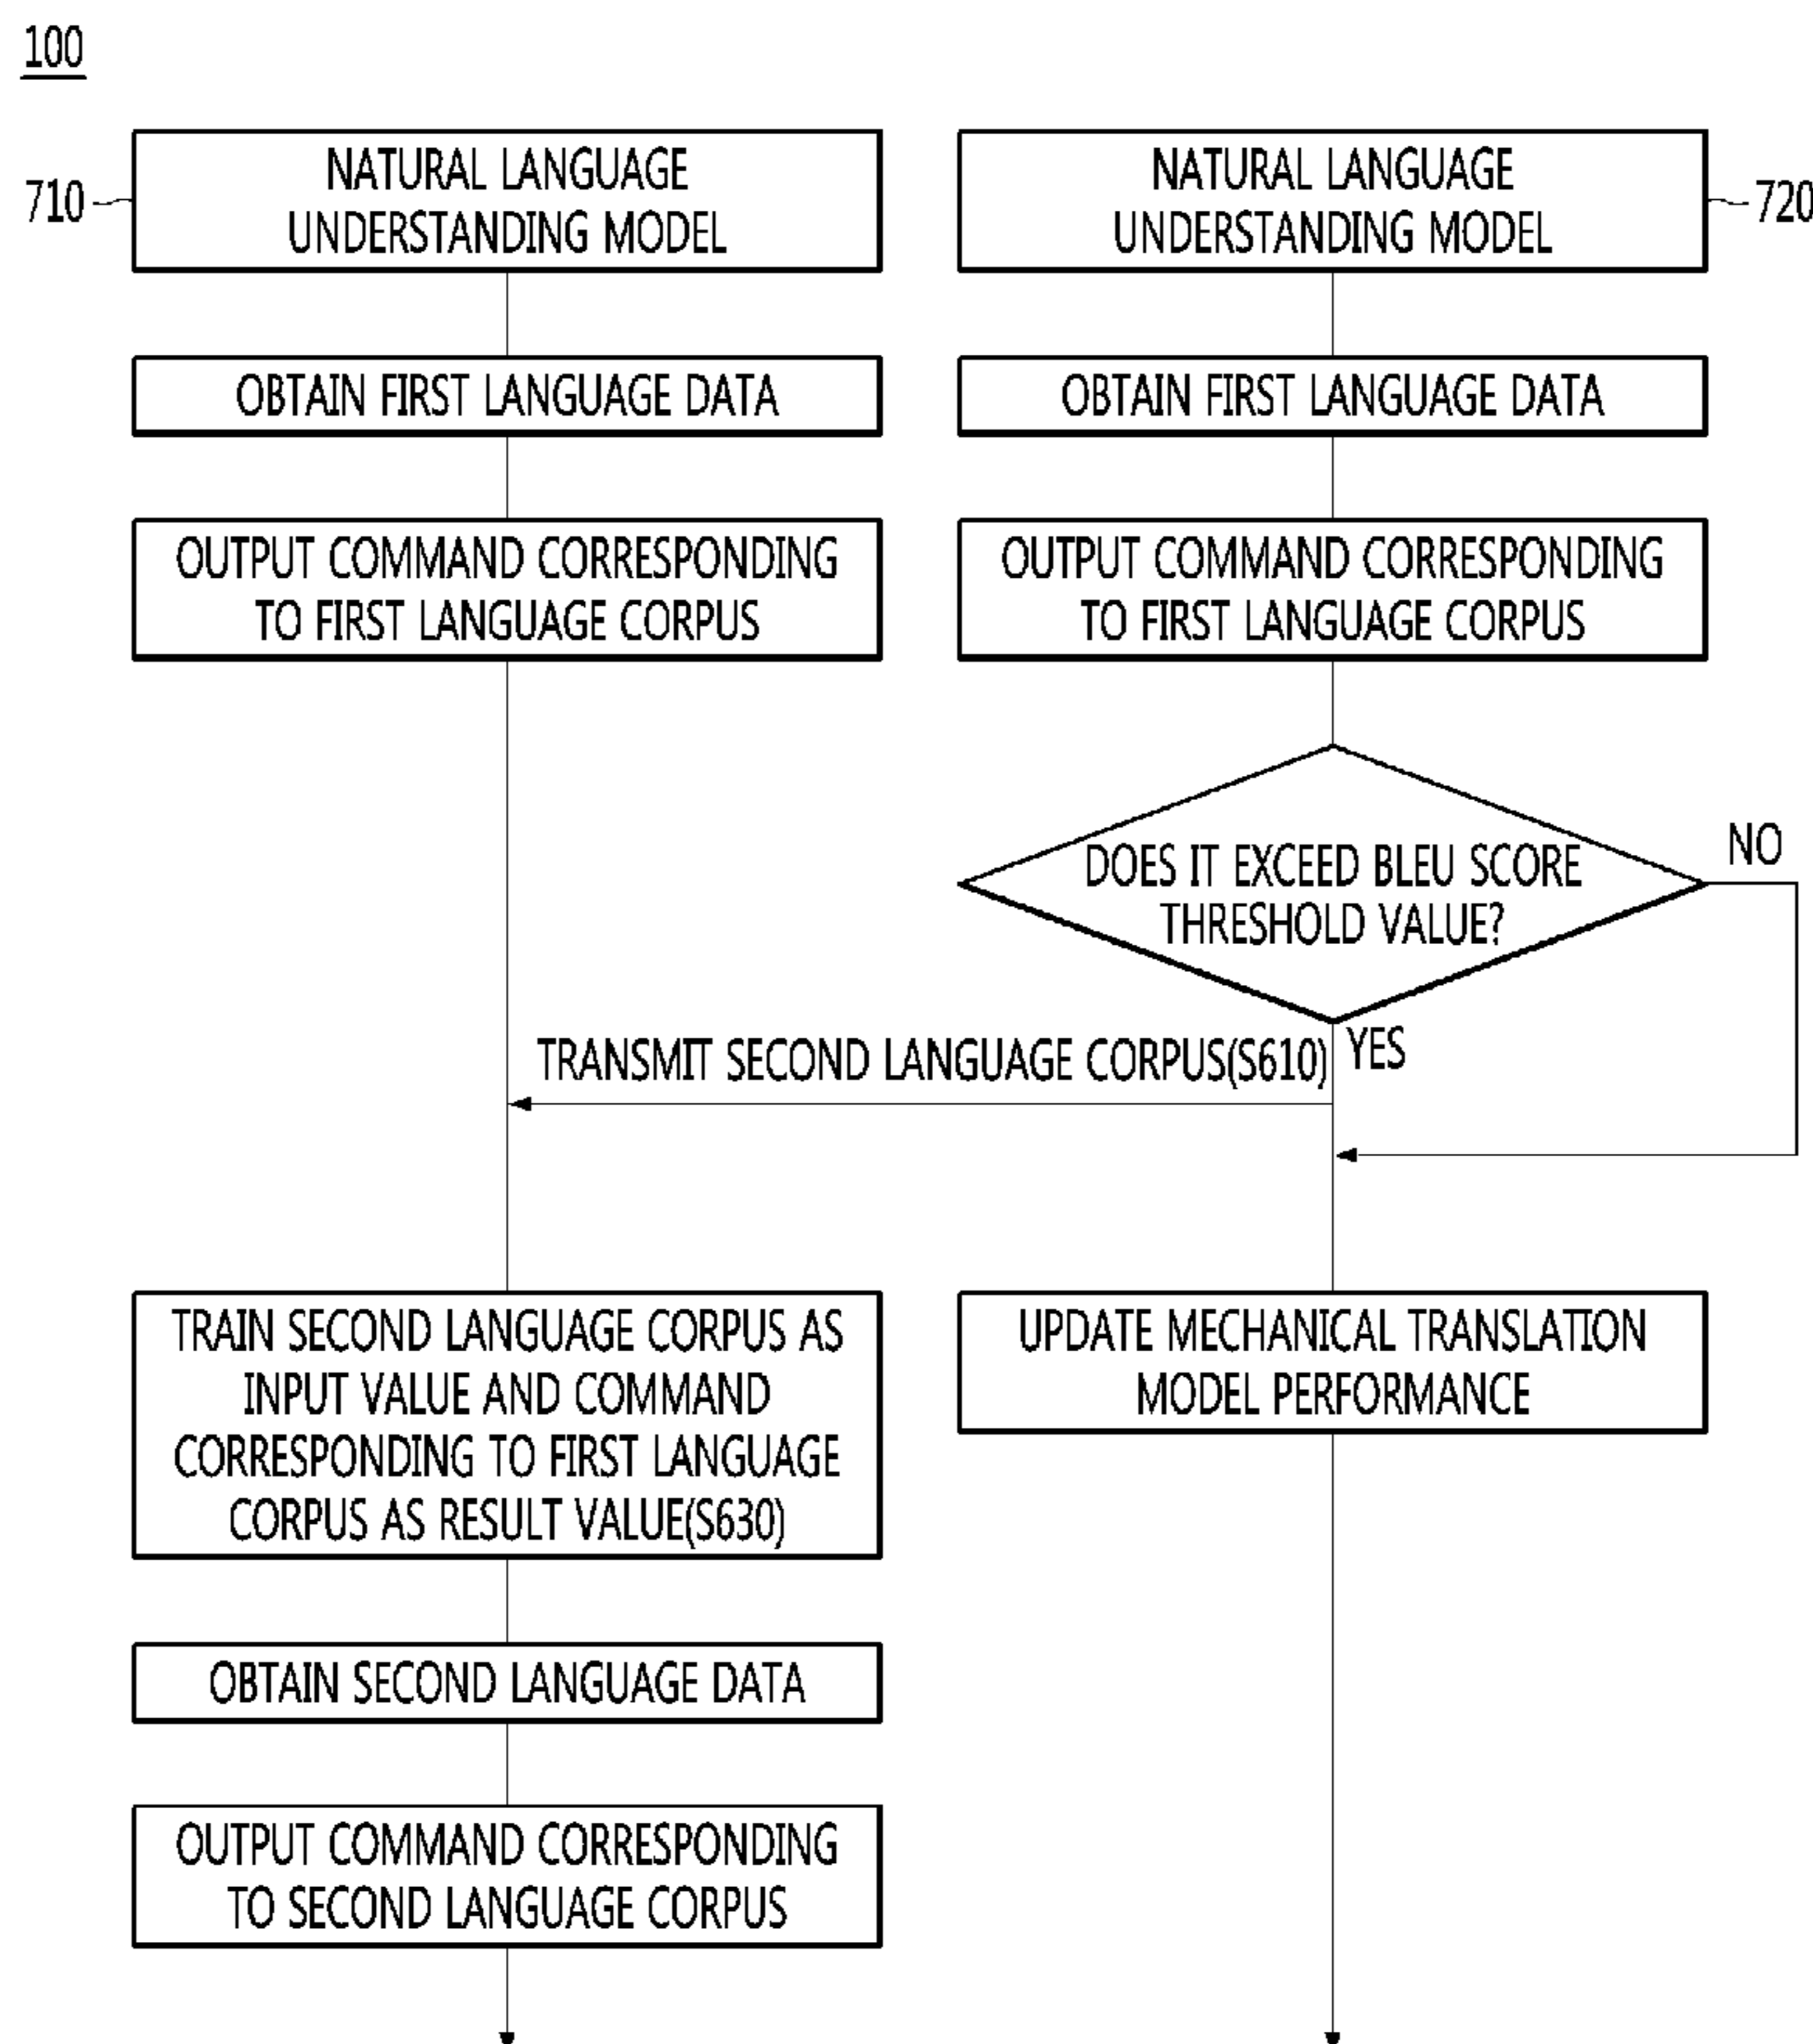 100
710
NATURAL LANGUAGE
UNDERSTANDING MODEL
NATURAL LANGUAGE
UNDERSTANDING MODEL
720
OBTAIN FIRST LANGUAGE DATA
OBTAIN FIRST LANGUAGE DATA
OUTPUT COMMAND CORRESPONDING
TO FIRST LANGUAGE CORPUS
OUTPUT COMMAND CORRESPONDING
TO FIRST LANGUAGE CORPUS
DOES IT EXCEED BLEU SCORE
THRESHOLD VALUE?
NO
YES
TRANSMIT SECOND LANGUAGE CORPUS(S610)
TRAIN SECOND LANGUAGE CORPUS AS
INPUT VALUE AND COMMAND
CORRESPONDING TO FIRST LANGUAGE
CORPUS AS RESULT VALUE(S630)
UPDATE MECHANICAL TRANSLATION
MODEL PERFORMANCE
OBTAIN SECOND LANGUAGE DATA
OUTPUT COMMAND CORRESPONDING
TO SECOND LANGUAGE CORPUS